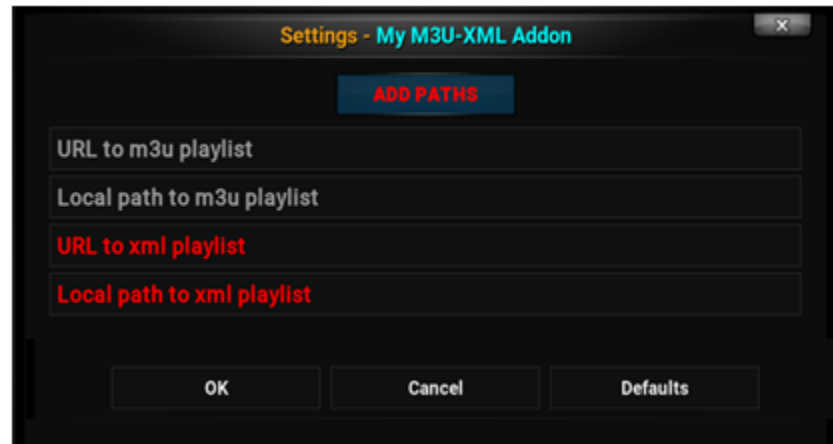 Settings - My M3U-XML Addon
ADD PATHS
URL to m3u playlist
Local path to m3u playlist
URL to xml playlist
Local path to xml playlist
OK Cancel Defaults